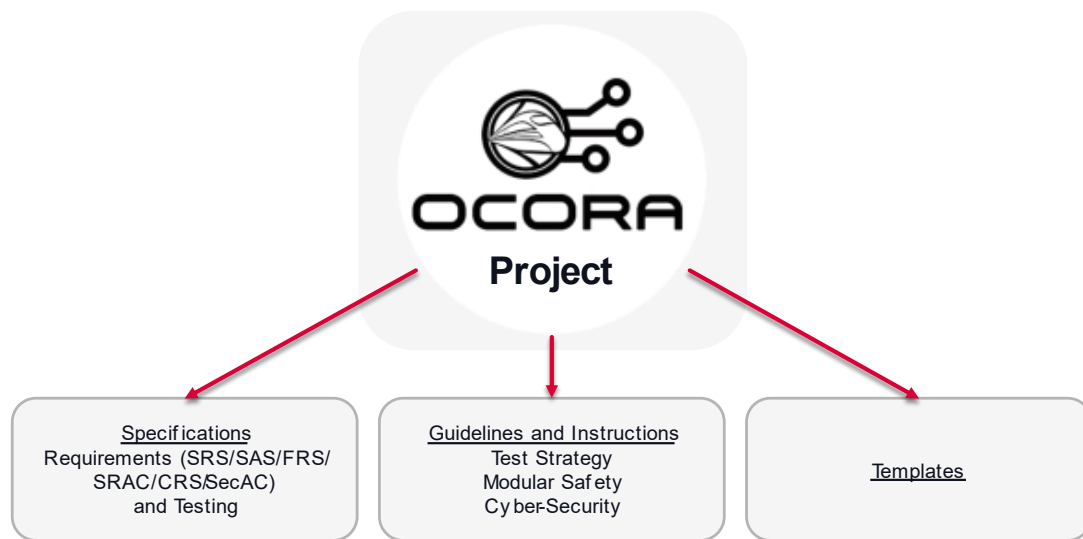 OCORA
Project
Specifications
Requirements (SRS/SAS/FRS/
SRAC/CRS/SecAC)
and Testing
Guidelines and Instructions
Test Strategy
Modular Safety
Cyber-Security
Templates